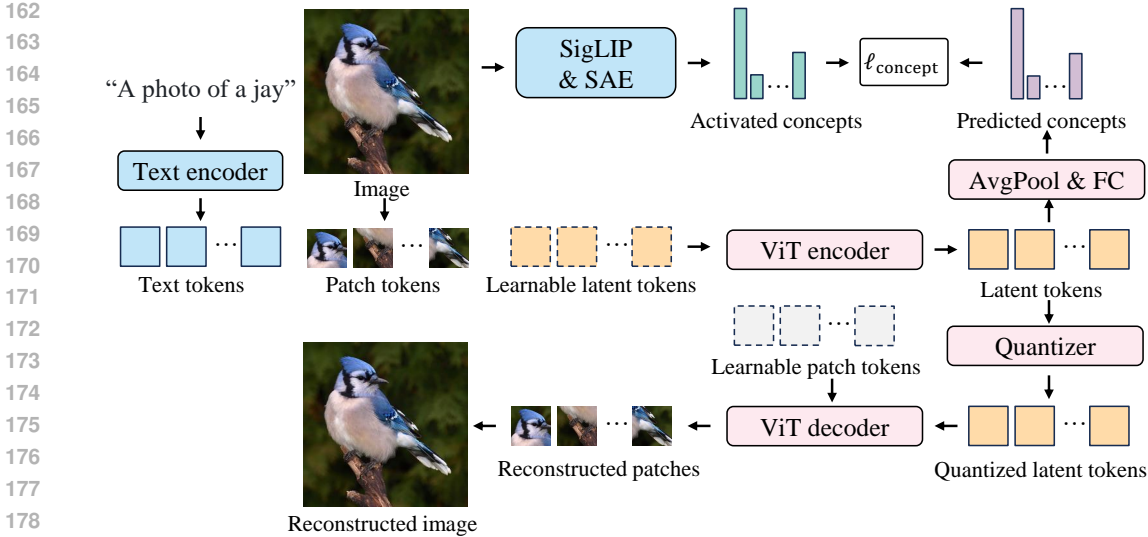 162
163
164
165
166
167
168
169
170
171
172
173
174
175
176
177
178
“A photo of a jay”
Text encoder
Text tokens
Image
Patch tokens
SigLIP
& SAE
Activated concepts
ℓconcept
Predicted concepts
AvgPool & FC
Learnable latent tokens
ViT encoder
Latent tokens
Quantizer
Learnable patch tokens
Quantized latent tokens
ViT decoder
Reconstructed patches
Reconstructed image